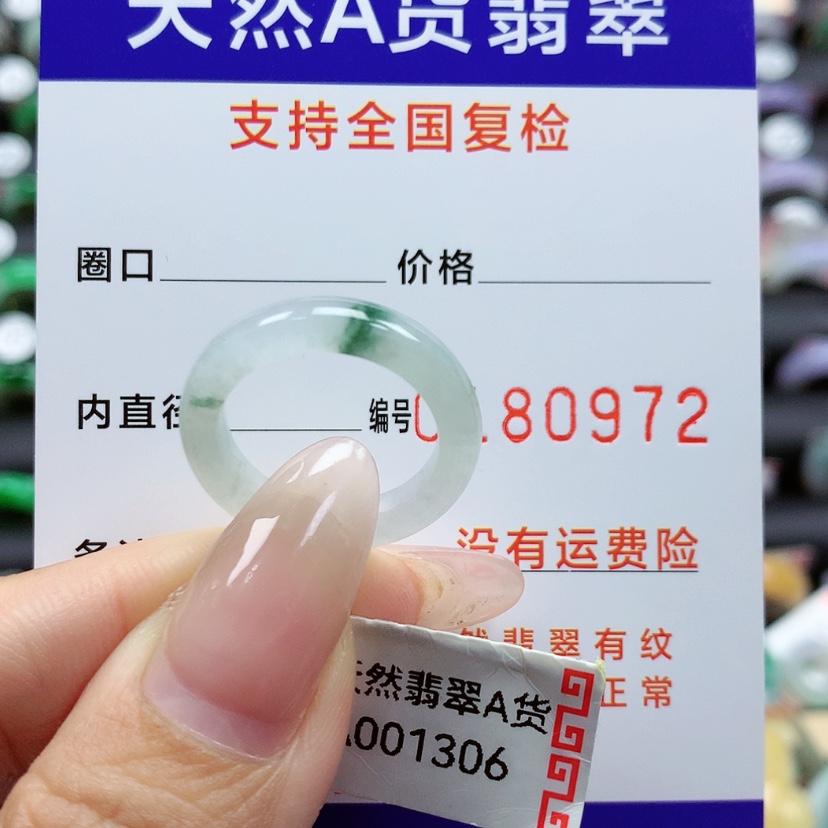 天然A货翡翠
支持全国复检
圈口 价格
内直径 编号 80972
没有运费险
然翡翠有纹
正常
天然翡翠A货
A001306